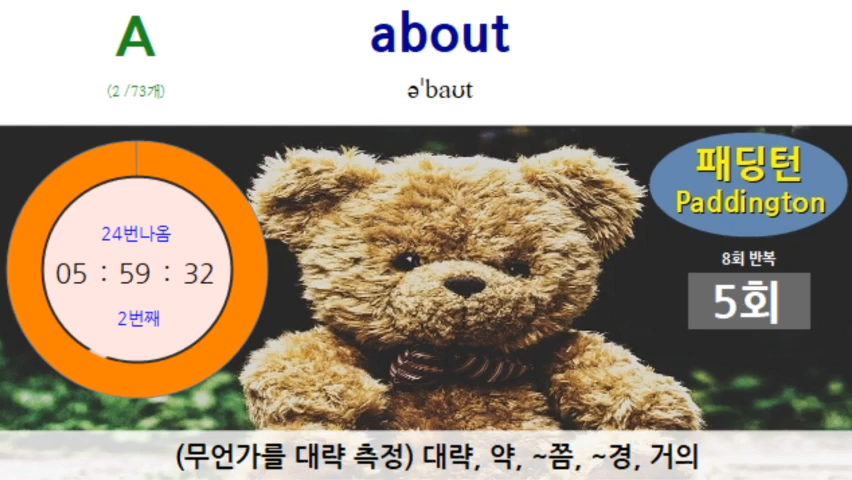 A
(2 /73개)
about
ə'baʊt
패딩턴
Paddington
8회 반복
5회
24번나옴
05 : 59 : 32
2번째
(무언가를 대략 측정) 대략, 약, ~쯤, ~경, 거의